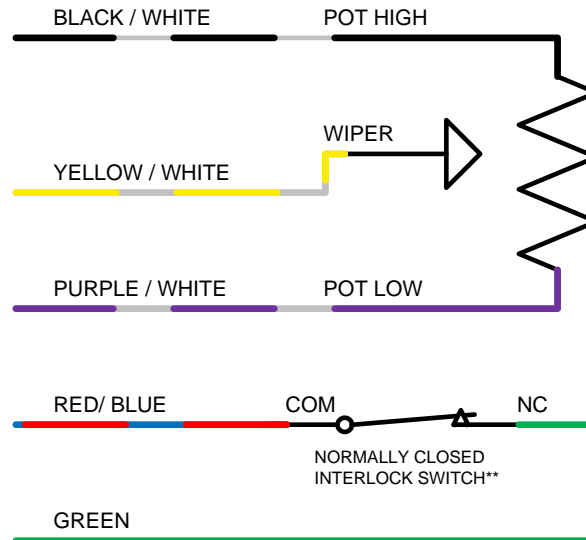 BLACK / WHITE POT HIGH
WIPER
YELLOW / WHITE
PURPLE / WHITE POT LOW
RED/ BLUE COM NC
NORMALLY CLOSED
INTERLOCK SWITCH**
GREEN